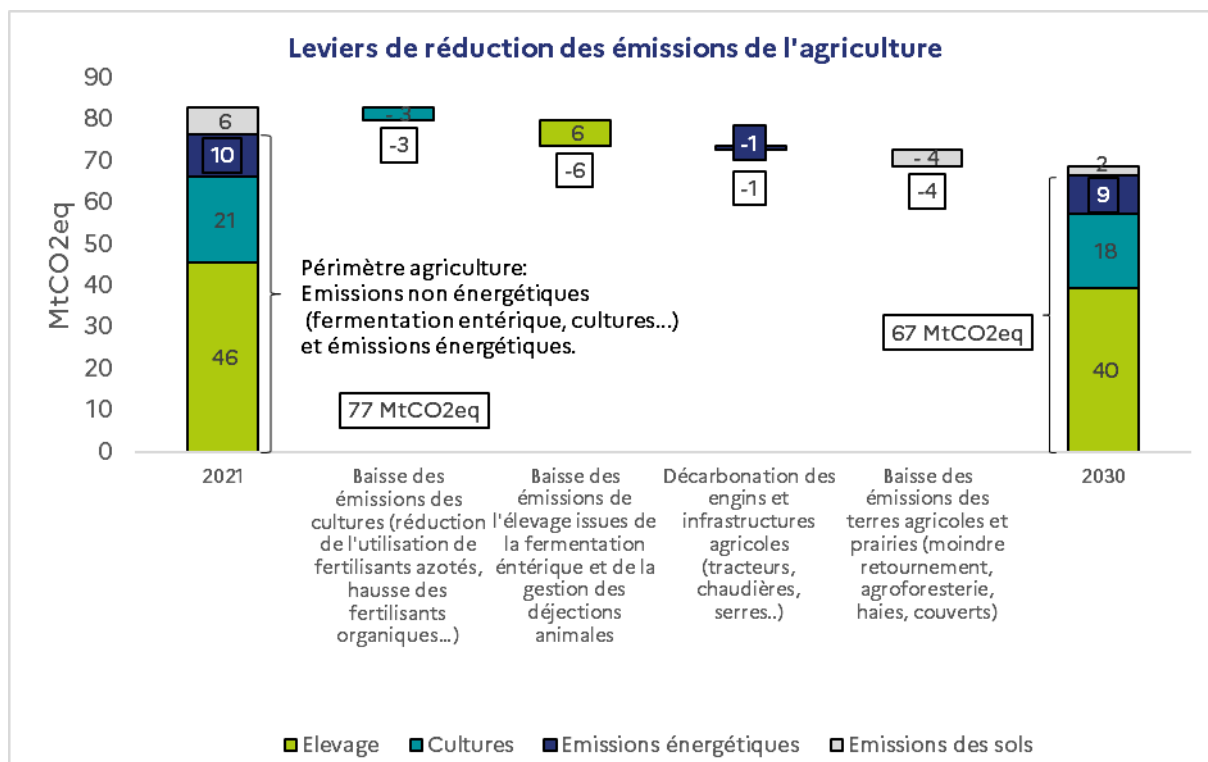 Leviers de réduction des émissions de l'agriculture
MtCO2eq
90
80
70
60
50
40
30
20
10
0
6
10
21
46
- 3
-3
6
-6
-1
-1
- 4
-4
2
9
18
40
Périmètre agriculture:
Emissions non énergétiques
(fermentation entérique, cultures...)
et émissions énergétiques.
77 MtCO2eq
67 MtCO2eq
2021
Baisse des
émissions des
cultures (réduction
de l'utilisation de
fertilisants azotés,
hausse des
fertilisants
organiques...)
Baisse des
émissions de
l'élevage issues de
la fermentation
éntérique et de la
gestion des
déjections
animales
Décarbonation des
engins et
infrastructures
agricoles
(tracteurs,
chaudières,
serres..)
Baisse des
émissions des
terres agricoles et
prairies (moindre
retournement,
agroforesterie,
haies, couverts)
2030
Elevage
Cultures
Emissions énergétiques
Emissions des sols